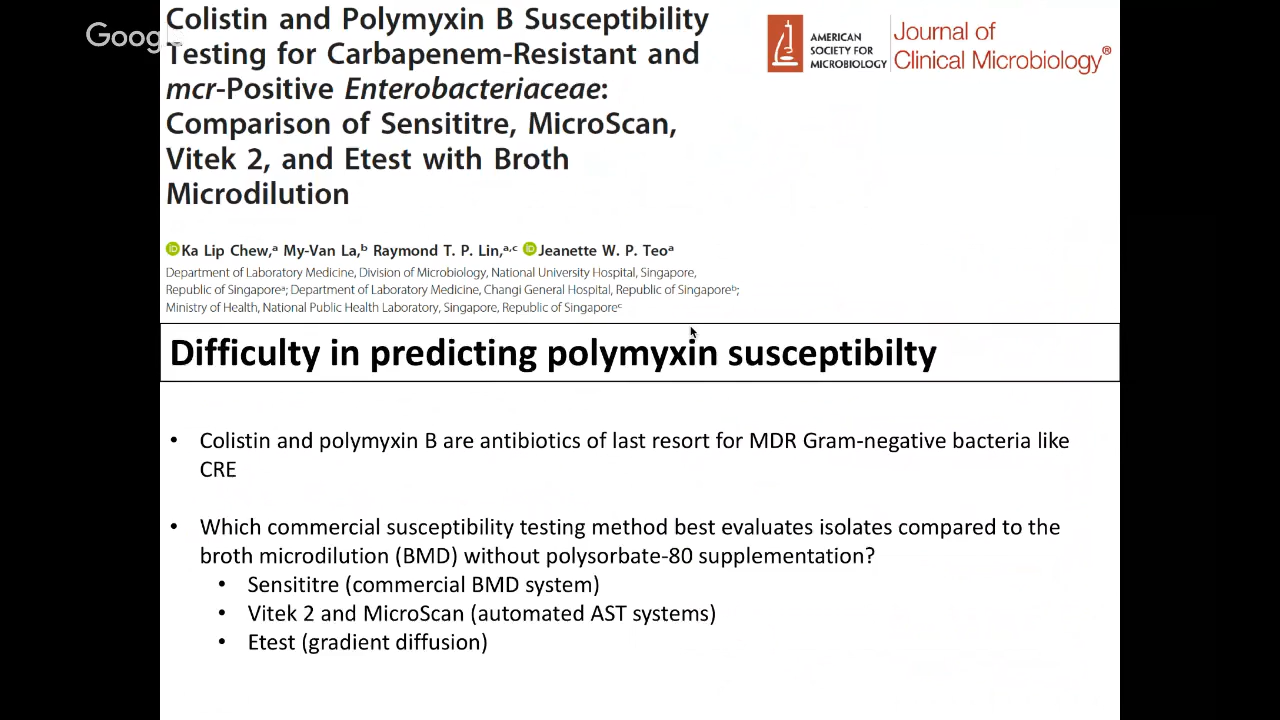 Google
Colistin and Polymyxin B Susceptibility
Testing for Carbapenem-Resistant and
mcr-Positive Enterobacteriaceae:
Comparison of Sensititre, MicroScan,
Vitek 2, and Etest with Broth
Microdilution
AMERICAN
SOCIETY FOR
MICROBIOLOGY
Journal of
Clinical Microbiology®
Ka Lip Chew,ᵃ My-Van La,ᵇ Raymond T. P. Lin,ᵃ,ᶜ Jeanette W. P. Teoᵃ
Department of Laboratory Medicine, Division of Microbiology, National University Hospital, Singapore,
Republic of Singaporeᵃ; Department of Laboratory Medicine, Changi General Hospital, Republic of Singaporeᵇ;
Ministry of Health, National Public Health Laboratory, Singapore, Republic of Singaporeᶜ
Difficulty in predicting polymyxin susceptibilty
• Colistin and polymyxin B are antibiotics of last resort for MDR Gram-negative bacteria like
CRE
• Which commercial susceptibility testing method best evaluates isolates compared to the
broth microdilution (BMD) without polysorbate-80 supplementation?
• Sensititre (commercial BMD system)
• Vitek 2 and MicroScan (automated AST systems)
• Etest (gradient diffusion)